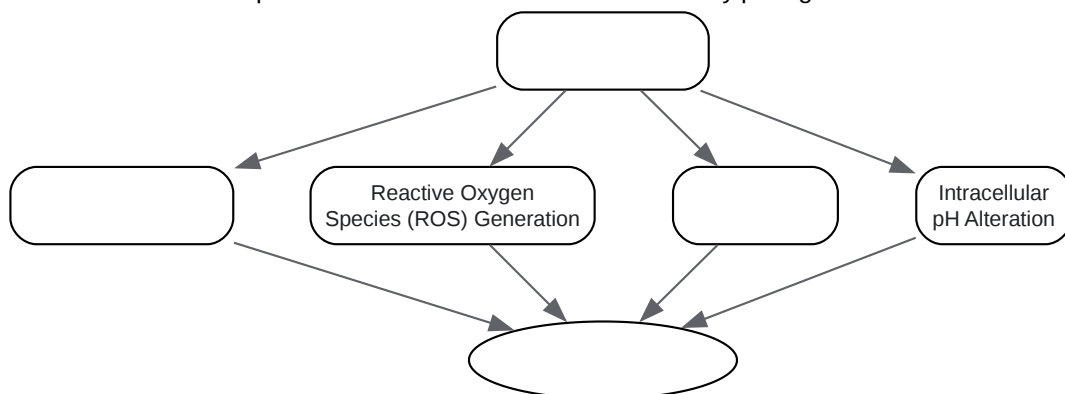 Reactive Oxygen
Species (ROS) Generation
Intracellular
pH Alteration